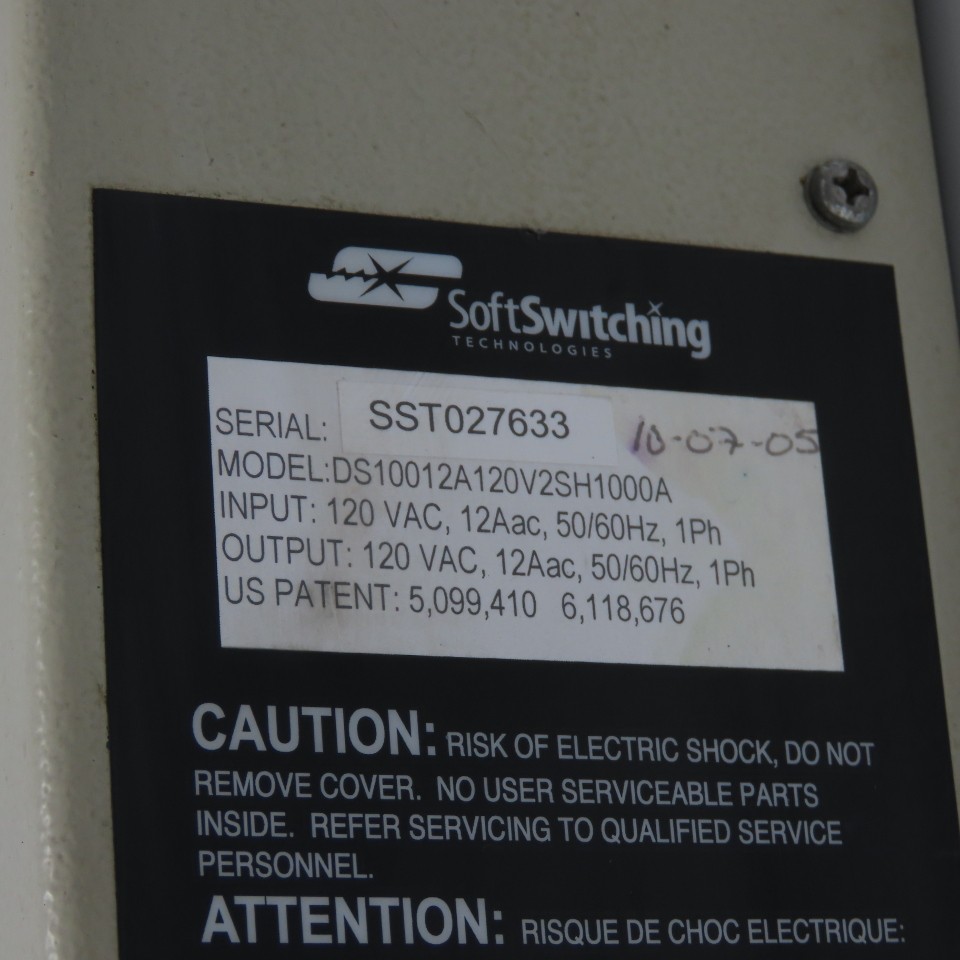 SoftSwitching
TECHNOLOGIES
SERIAL: SST027633 10-07-05
MODEL:DS10012A120V2SH1000A
INPUT: 120 VAC, 12Aac, 50/60Hz, 1Ph
OUTPUT: 120 VAC, 12Aac, 50/60Hz, 1Ph
US PATENT: 5,099,410 6,118,676
CAUTION: RISK OF ELECTRIC SHOCK, DO NOT
REMOVE COVER. NO USER SERVICEABLE PARTS
INSIDE. REFER SERVICING TO QUALIFIED SERVICE
PERSONNEL.
ATTENTION: RISQUE DE CHOC ELECTRIQUE: